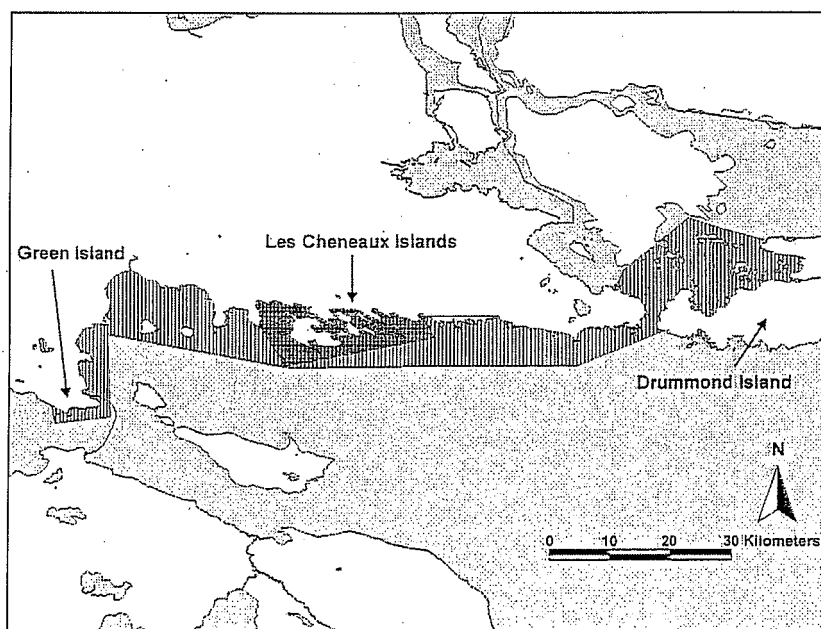 Les Cheneaux Islands
Green Island
Drummond Island
N
0 10 20 30 Kilometers